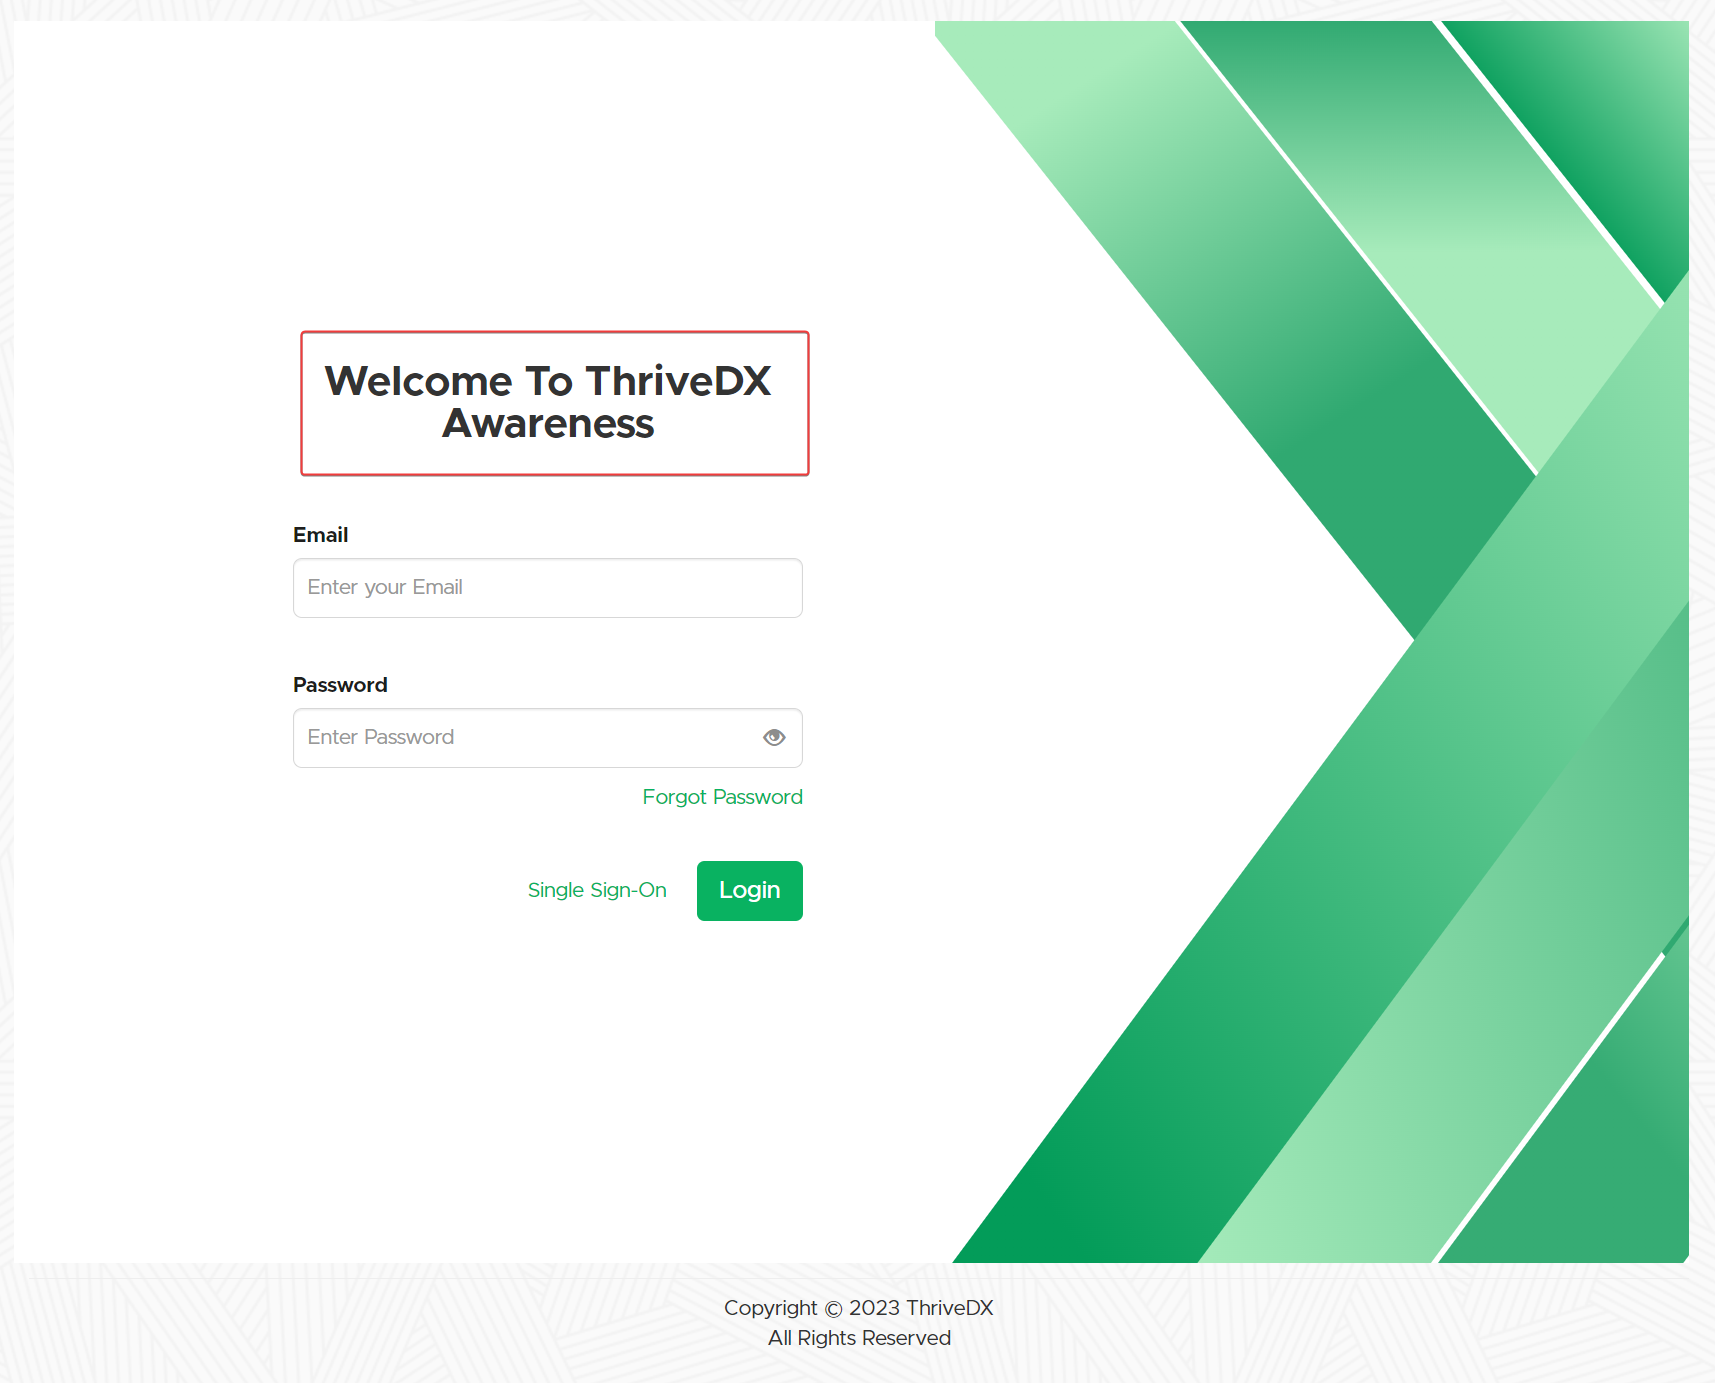 Welcome To ThriveDX
Awareness
Email
Enter your Email
Password
Enter Password
Forgot Password
Single Sign-On
Login
Copyright © 2023 ThriveDX
All Rights Reserved